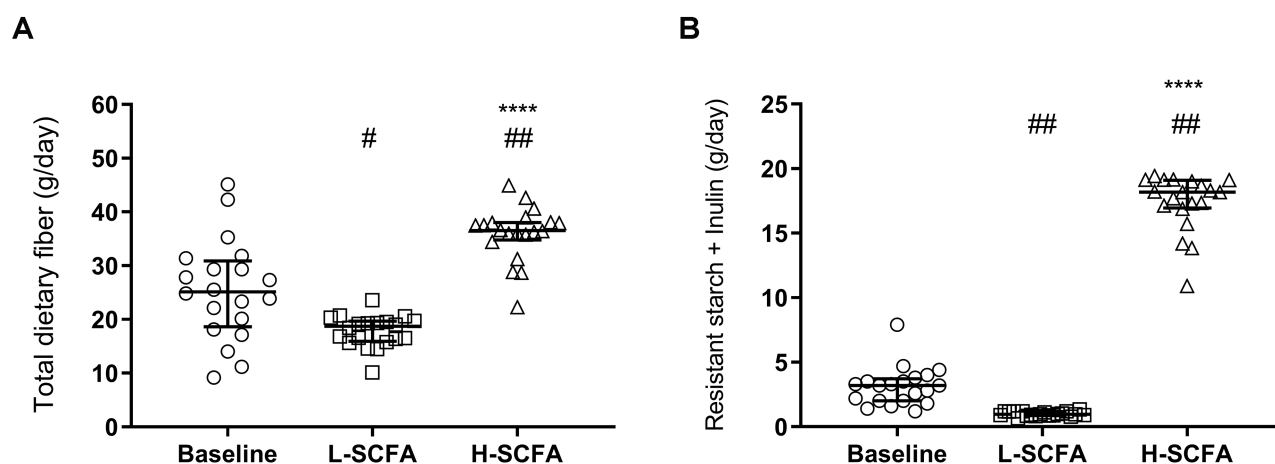 A
Total dietary fiber (g/day)
60
50
40
30
20
10
0
#
****
##
Baseline
L-SCFA
H-SCFA
B
Resistant starch + Inulin (g/day)
25
20
15
10
5
0
##
****
##
Baseline
L-SCFA
H-SCFA